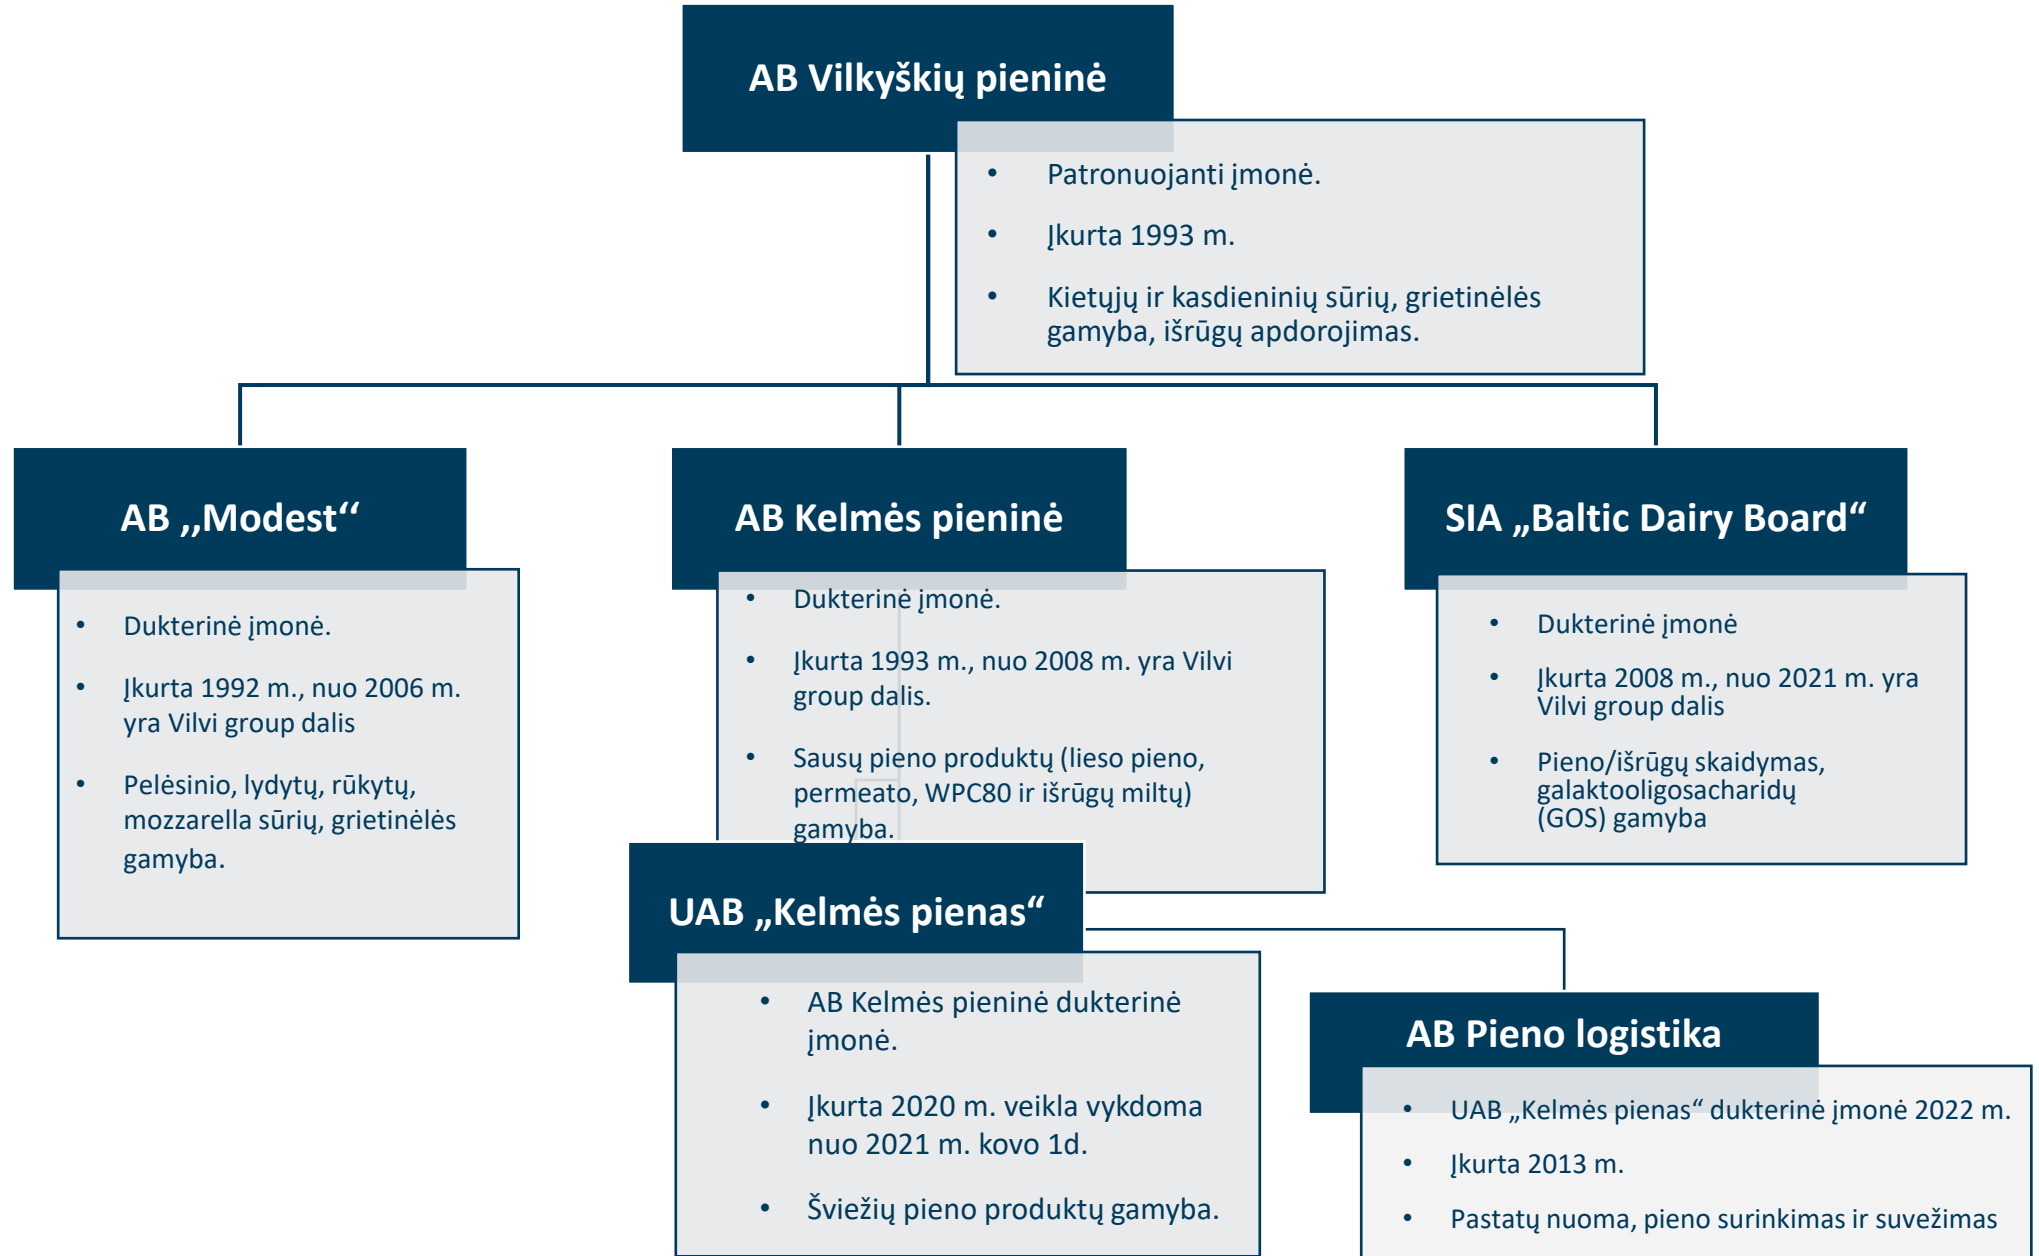 AB Vilkyškių pieninė
• Patronuojanti įmonė.
• Įkurta 1993 m.
• Kietųjų ir kasdieninių sūrių, grietinėlės
gamyba, išrūgų apdorojimas.
AB ,,Modest‘‘
• Dukterinė įmonė.
• Įkurta 1992 m., nuo 2006 m.
yra Vilvi group dalis
• Pelėsinio, lydytų, rūkytų,
mozzarella sūrių, grietinėlės
gamyba.
AB Kelmės pieninė
• Dukterinė įmonė.
• Įkurta 1993 m., nuo 2008 m. yra Vilvi
group dalis.
• Sausų pieno produktų (lieso pieno,
permeato, WPC80 ir išrūgų miltų)
gamyba.
SIA „Baltic Dairy Board“
• Dukterinė įmonė
• Įkurta 2008 m., nuo 2021 m. yra
Vilvi group dalis
• Pieno/išrūgų skaidymas,
galaktooligosacharidų
(GOS) gamyba
UAB „Kelmės pienas“
• AB Kelmės pieninė dukterinė
įmonė.
• Įkurta 2020 m. veikla vykdoma
nuo 2021 m. kovo 1d.
• Šviežių pieno produktų gamyba.
AB Pieno logistika
• UAB „Kelmės pienas“ dukterinė įmonė 2022 m.
• Įkurta 2013 m.
• Pastatų nuoma, pieno surinkimas ir suvežimas